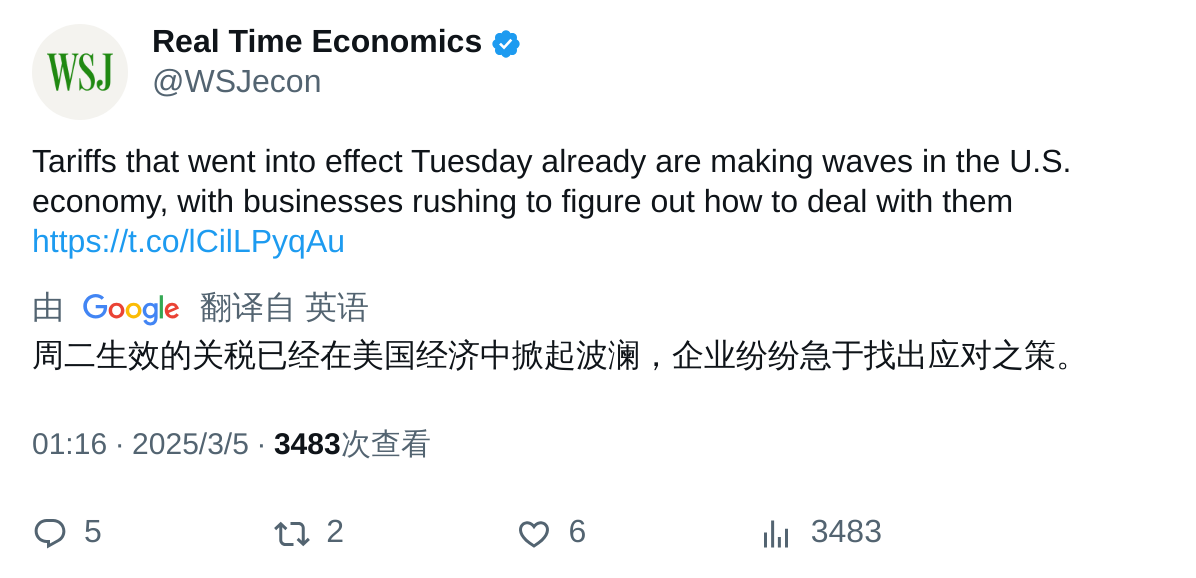 WSJ
Real Time Economics
@WSJecon
Tariffs that went into effect Tuesday already are making waves in the U.S.
economy, with businesses rushing to figure out how to deal with them
https://t.co/lCilLPyqAu
由 Google 翻译自 英语
周二生效的关税已经在美国经济中掀起波澜，企业纷纷急于找出应对之策。
01:16 · 2025/3/5 · 3483次查看
5 2 6 3483